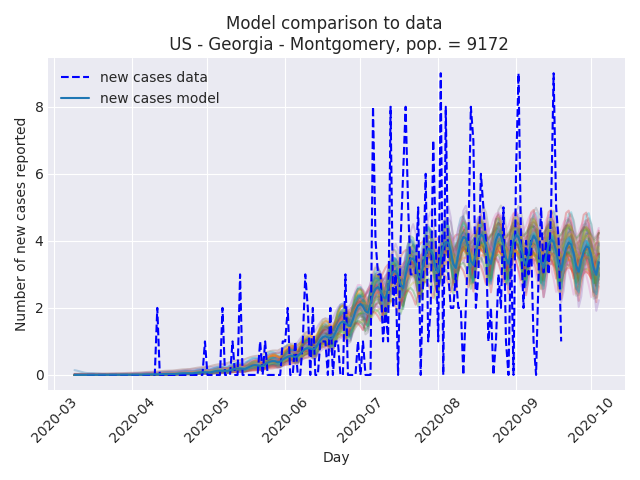 Model comparison to data
US - Georgia - Montgomery, pop. = 9172
new cases data
new cases model
Number of new cases reported
8
6
4
2
0
2020-03
2020-04
2020-05
2020-06
2020-07
2020-08
2020-09
2020-10
Day